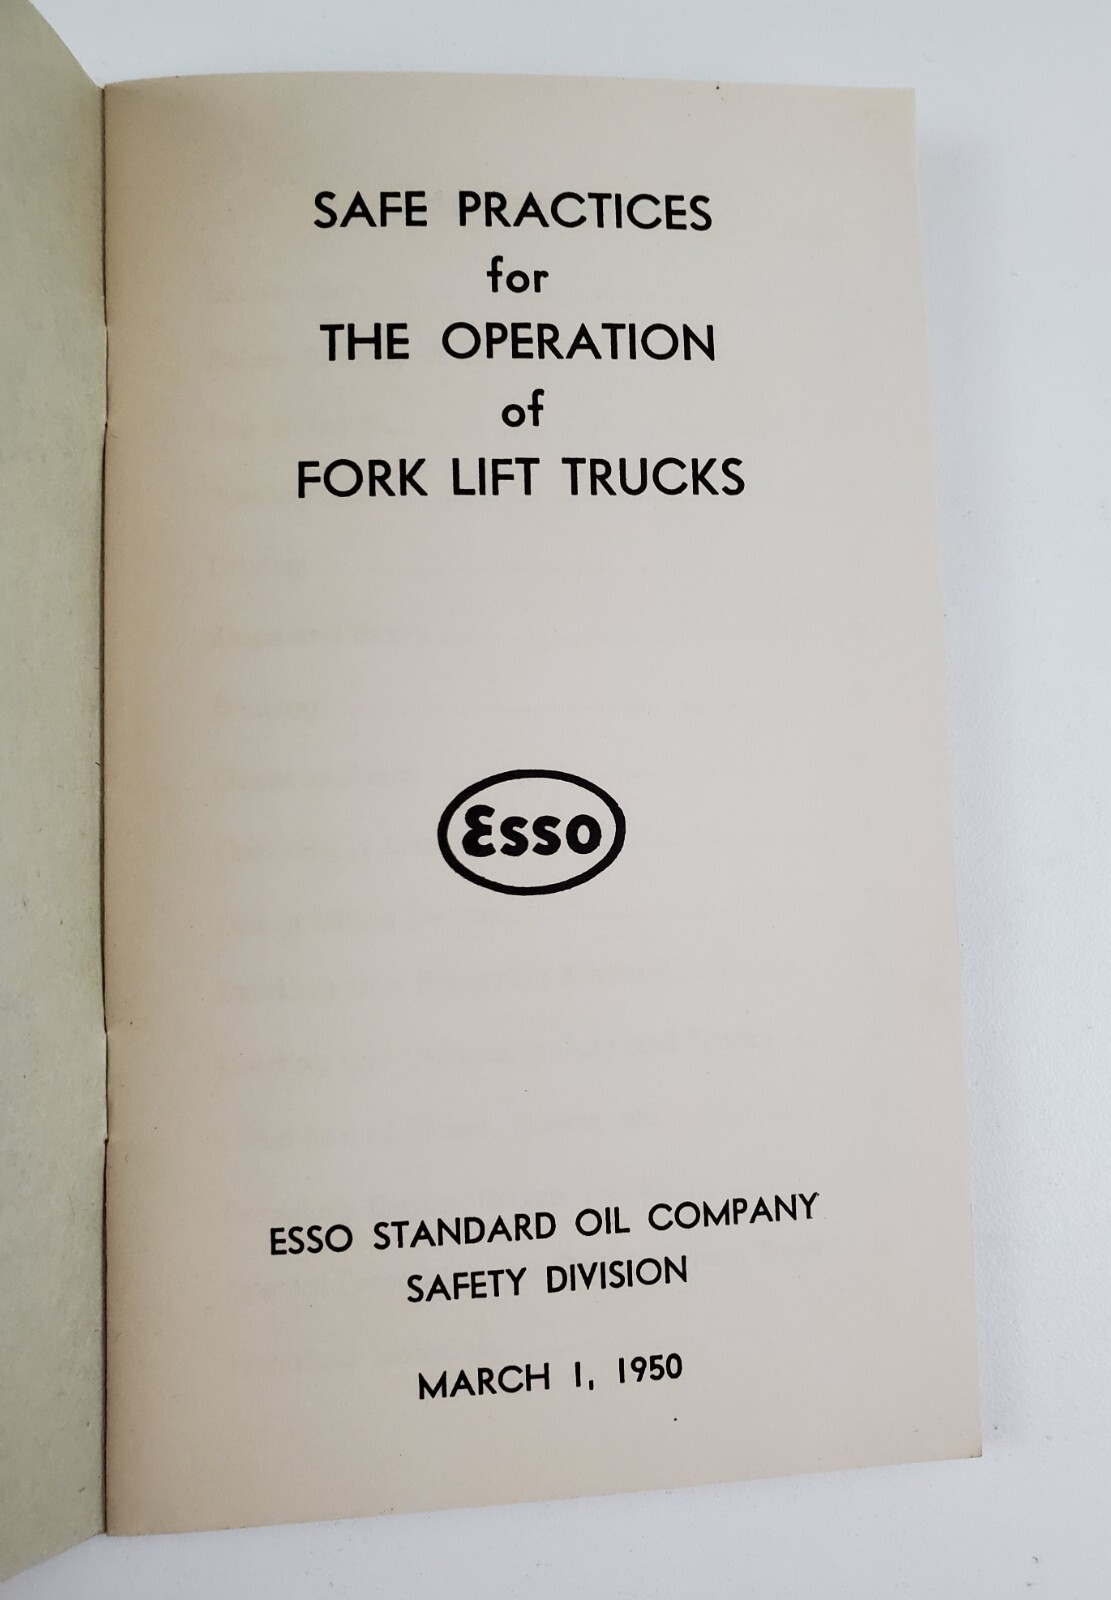 SAFE PRACTICES
for
THE OPERATION
of
FORK LIFT TRUCKS
Esso
ESSO STANDARD OIL COMPANY
SAFETY DIVISION
MARCH 1, 1950